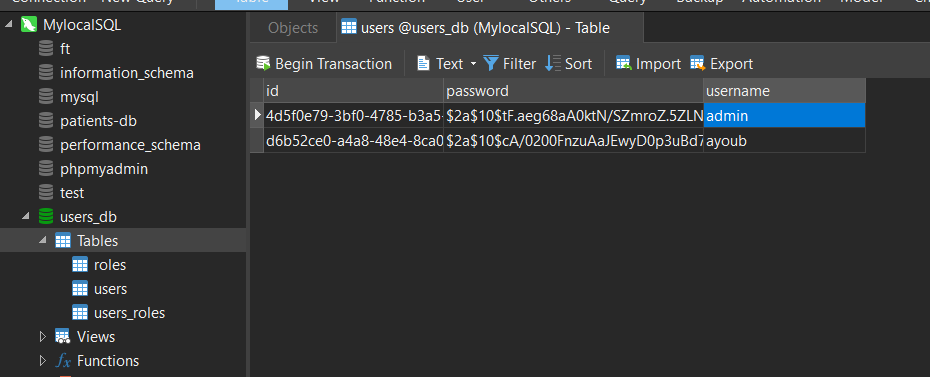 New Query
Table
View
Function
User
Others
Query
Backup
Automation
Model
MylocalSQL
ft
information_schema
mysql
patients-db
performance_schema
phpmyadmin
test
users_db
Tables
roles
users
users_roles
Views
fx Functions
Objects
users @users_db (MylocalSQL) - Table
Begin Transaction Text Filter Sort Import Export
id password username
4d5f0e79-3bf0-4785-b3a5- $2a$10$tF.aeg68aA0ktN/SZmroZ.5ZLN admin
d6b52ce0-a4a8-48e4-8ca0 $2a$10$cA/0200FnzuAaJEwyD0p3uBd7 ayoub